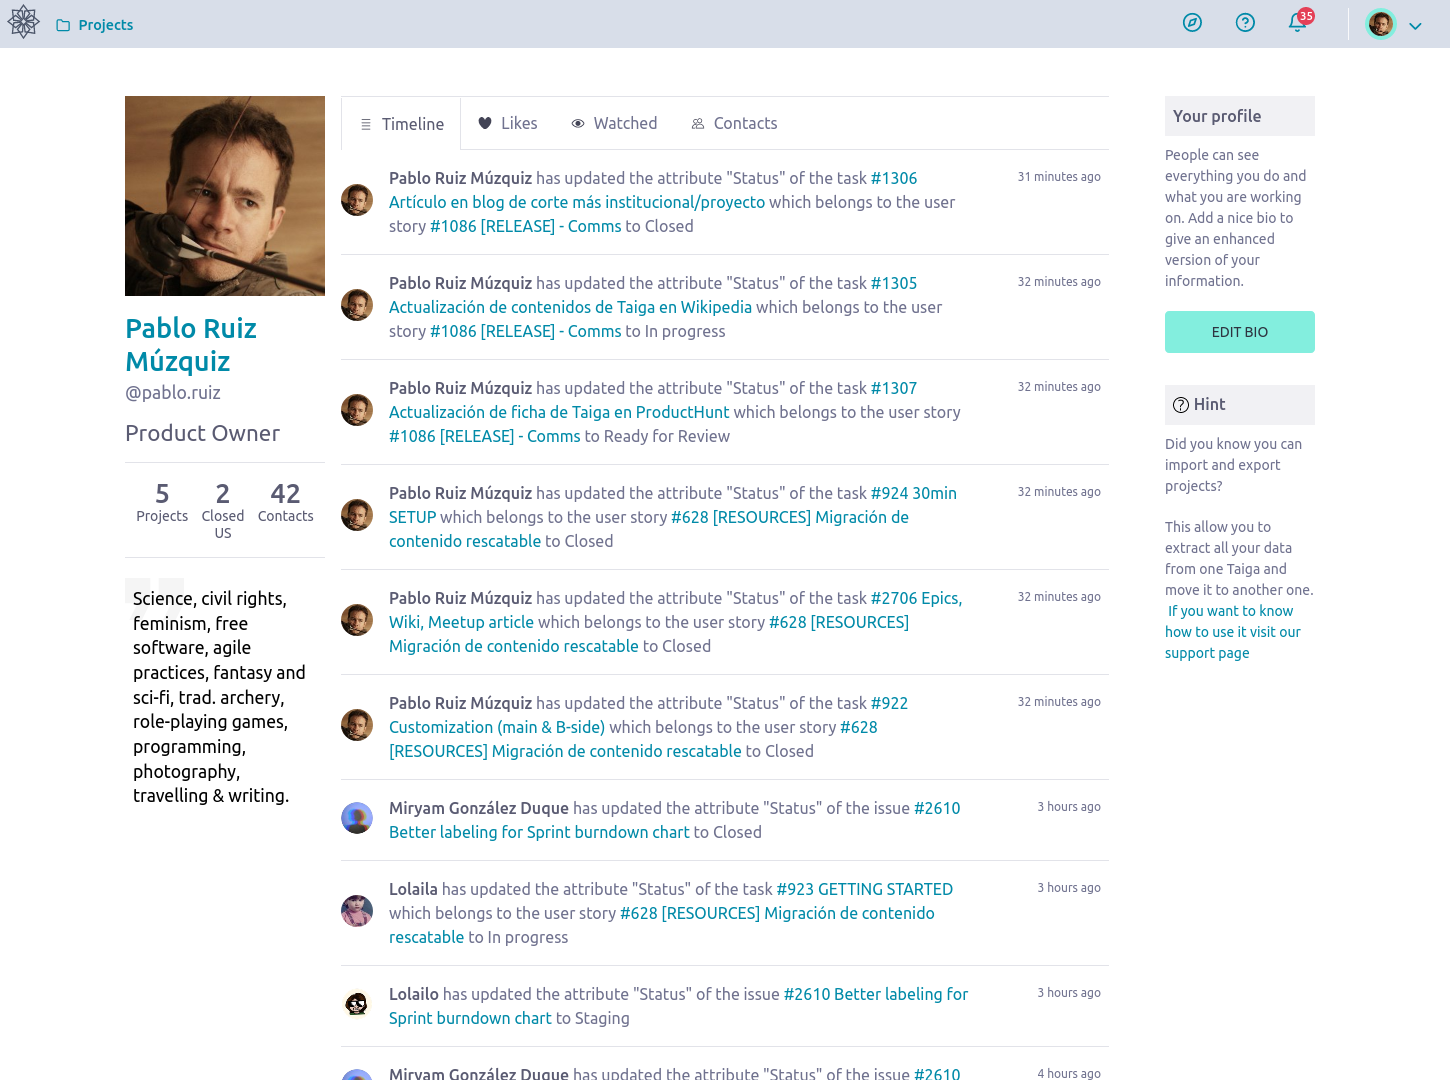 Projects
35
Pablo Ruiz
Múzquiz
@pablo.ruiz
Product Owner
5
Projects
2
Closed
US
42
Contacts
Science, civil rights,
feminism, free
software, agile
practices, fantasy and
sci-fi, trad. archery,
role-playing games,
programming,
photography,
travelling & writing.
Timeline
Likes
Watched
Contacts
Pablo Ruiz Múzquiz has updated the attribute "Status" of the task #1306
Artículo en blog de corte más institucional/proyecto which belongs to the user
story #1086 [RELEASE] - Comms to Closed
31 minutes ago
Pablo Ruiz Múzquiz has updated the attribute "Status" of the task #1305
Actualización de contenidos de Taiga en Wikipedia which belongs to the user
story #1086 [RELEASE] - Comms to In progress
32 minutes ago
Pablo Ruiz Múzquiz has updated the attribute "Status" of the task #1307
Actualización de ficha de Taiga en ProductHunt which belongs to the user story
#1086 [RELEASE] - Comms to Ready for Review
32 minutes ago
Pablo Ruiz Múzquiz has updated the attribute "Status" of the task #924 30min
SETUP which belongs to the user story #628 [RESOURCES] Migración de
contenido rescatable to Closed
32 minutes ago
Pablo Ruiz Múzquiz has updated the attribute "Status" of the task #2706 Epics,
Wiki, Meetup article which belongs to the user story #628 [RESOURCES]
Migración de contenido rescatable to Closed
32 minutes ago
Pablo Ruiz Múzquiz has updated the attribute "Status" of the task #922
Customization (main & B-side) which belongs to the user story #628
[RESOURCES] Migración de contenido rescatable to Closed
32 minutes ago
Miryam González Duque has updated the attribute "Status" of the issue #2610
Better labeling for Sprint burndown chart to Closed
3 hours ago
Lolaila has updated the attribute "Status" of the task #923 GETTING STARTED
which belongs to the user story #628 [RESOURCES] Migración de contenido
rescatable to In progress
3 hours ago
Lolailo has updated the attribute "Status" of the issue #2610 Better labeling for
Sprint burndown chart to Staging
3 hours ago
Miryam González Duque has updated the attribute "Status" of the issue #2610
4 hours ago
Your profile
People can see
everything you do and
what you are working
on. Add a nice bio to
give an enhanced
version of your
information.
EDIT BIO
Hint
Did you know you can
import and export
projects?
This allow you to
extract all your data
from one Taiga and
move it to another one.
If you want to know
how to use it visit our
support page